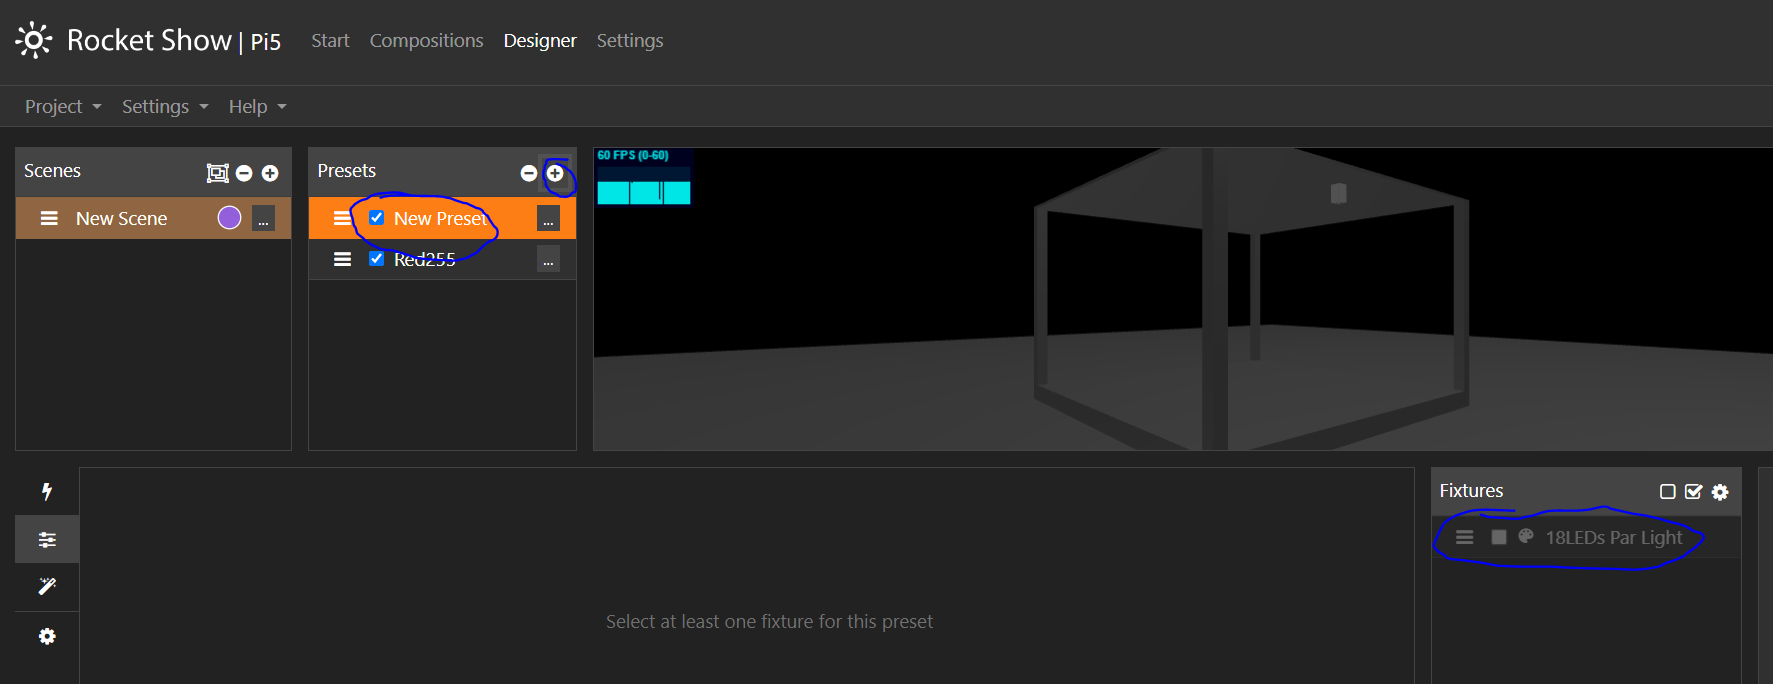 Rocket Show | Pi5 Start Compositions Designer Settings
Project Settings Help
Scenes
New Scene ...
Presets
New Preset ...
Red255 ...
60 FPS (0-60)
Select at least one fixture for this preset
Fixtures
18LEDs Par Light